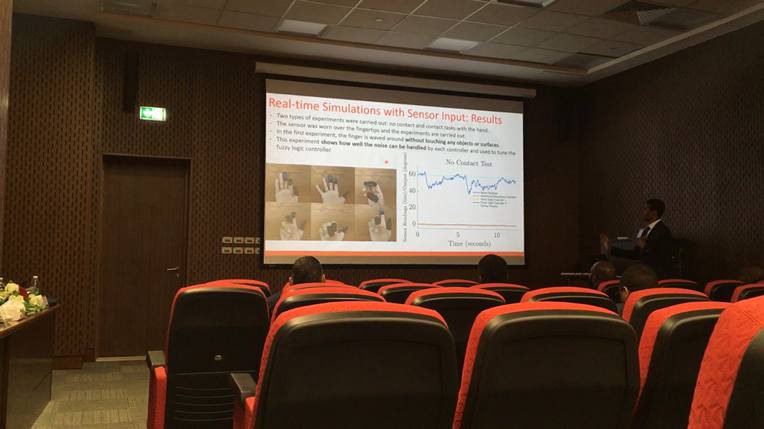 Real-time Simulations with Sensor Input: Results
- Two types of experiments were carried out: no contact and contact tasks with the hand.
- The sensor was worn over the fingertips and the experiments are carried out.
- In the first experiment, the finger is waved around without touching any objects or surfaces.
- This experiment shows how well the noise can be handled by each controller and used to tune the
fuzzy logic controller.
No Contact Test
60
40
20
0
0
5
10
Time (seconds)